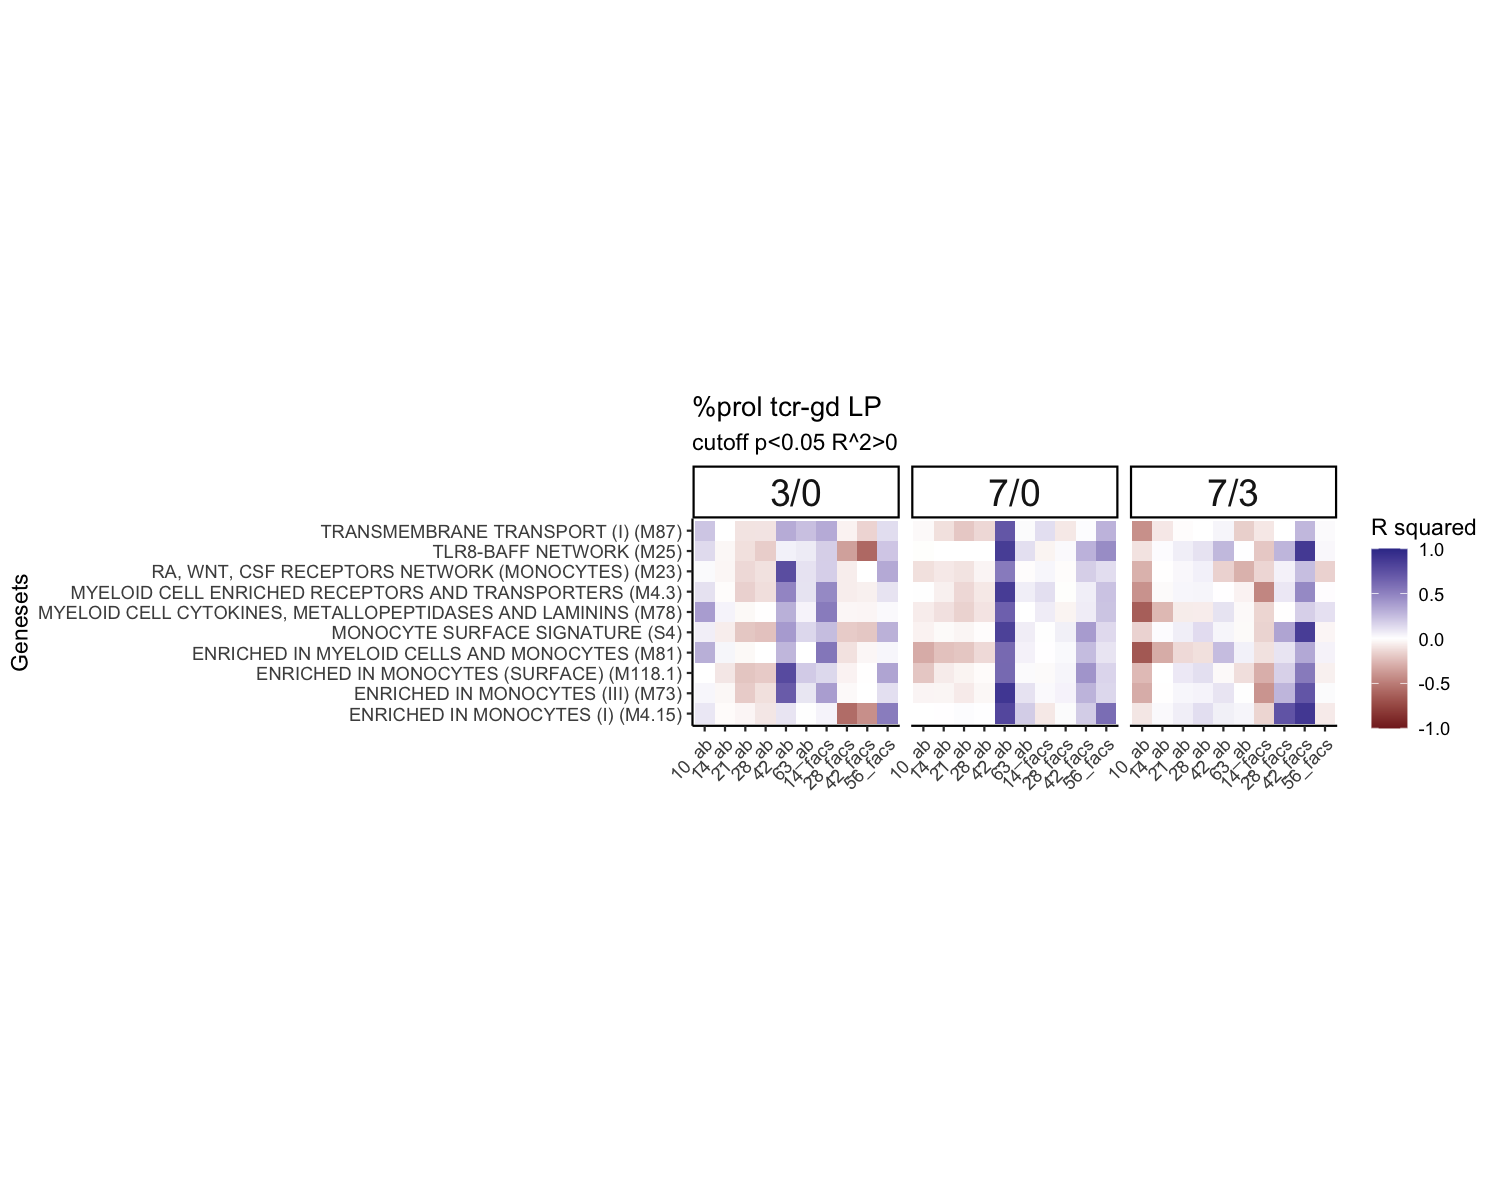 %prol tcr-gd LP
cutoff p<0.05 R^2>0
3/0 7/0 7/3
Genesets
TRANSMEMBRANE TRANSPORT (I) (M87)
TLR8-BAFF NETWORK (M25)
RA, WNT, CSF RECEPTORS NETWORK (MONOCYTES) (M23)
MYELOID CELL ENRICHED RECEPTORS AND TRANSPORTERS (M4.3)
MYELOID CELL CYTOKINES, METALLOPEPTIDASES AND LAMININS (M78)
MONOCYTE SURFACE SIGNATURE (S4)
ENRICHED IN MYELOID CELLS AND MONOCYTES (M81)
ENRICHED IN MONOCYTES (SURFACE) (M118.1)
ENRICHED IN MONOCYTES (III) (M73)
ENRICHED IN MONOCYTES (I) (M4.15)
10_ab 14_ab 21_ab 28_ab 42_ab 63_ab 14_facs 28_facs 42_facs 56_facs
10_ab 14_ab 21_ab 28_ab 42_ab 63_ab 14_facs 28_facs 42_facs 56_facs
10_ab 14_ab 21_ab 28_ab 42_ab 63_ab 14_facs 28_facs 42_facs 56_facs
R squared
1.0
0.5
0.0
-0.5
-1.0